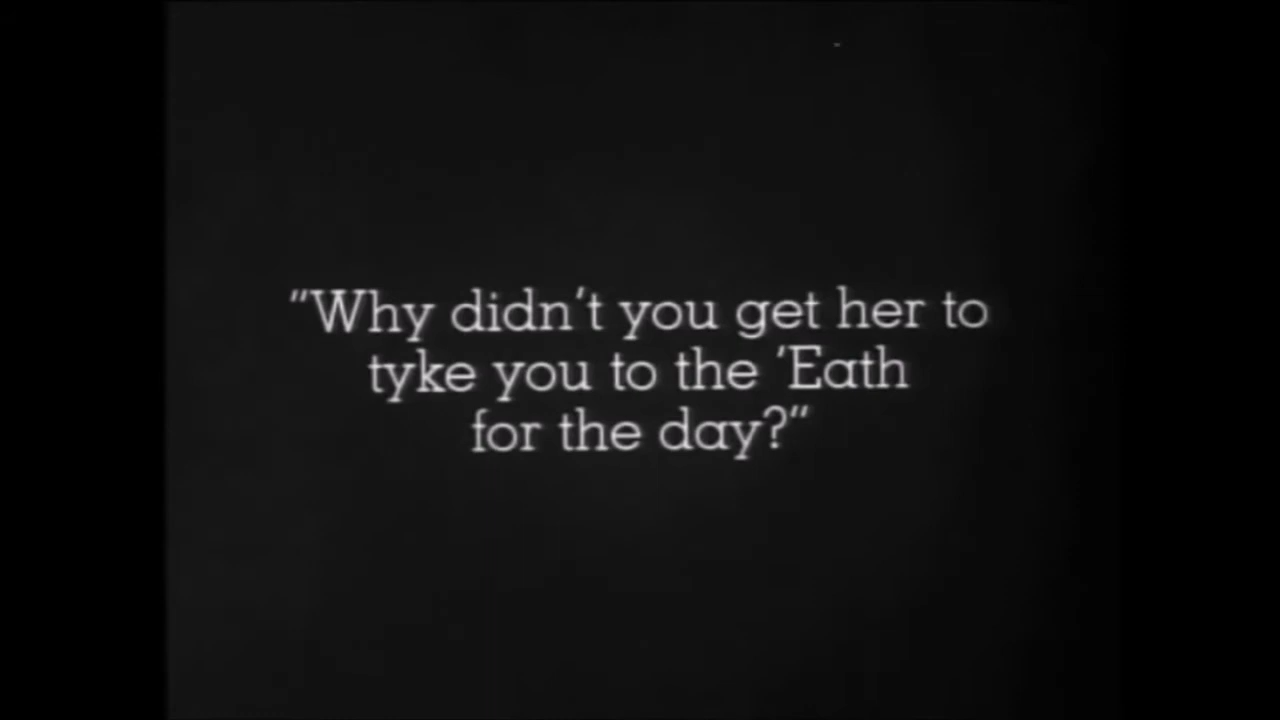 "Why didn't you get her to
tyke you to the 'Eath
for the day?"